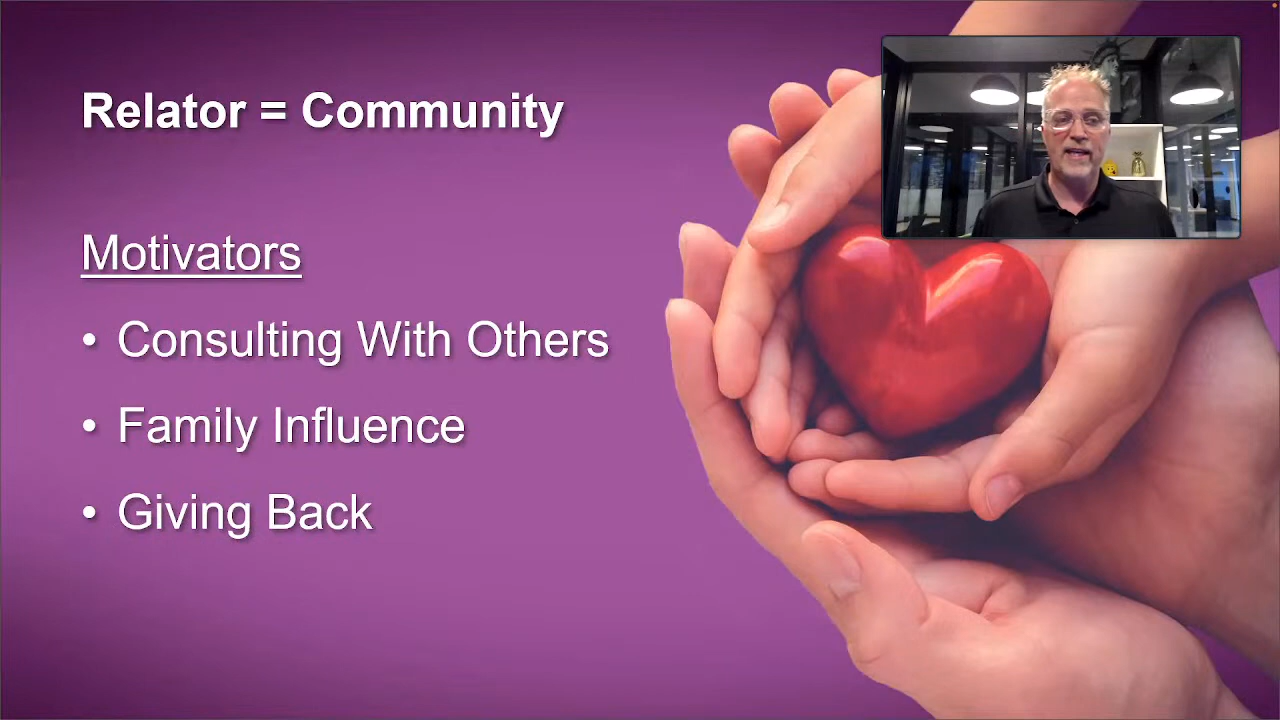 Relator = Community
Motivators
• Consulting With Others
• Family Influence
• Giving Back